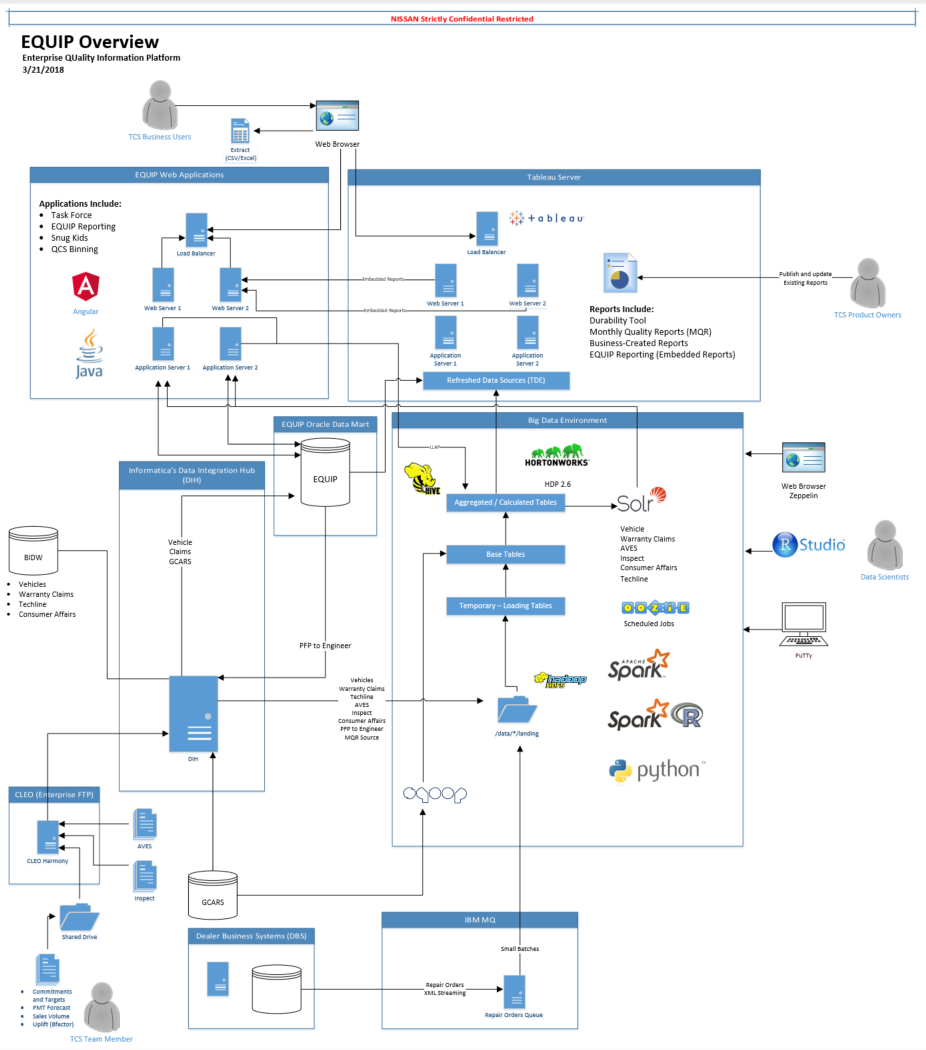 NISSAN Strictly Confidential Restricted
EQUIP Overview
Enterprise QUality Information Platform
3/21/2018
TCS Business Users
Extract
(CSV/Excel)
Web Browser
EQUIP Web Applications
Applications Include:
• Task Force
• EQUIP Reporting
• Snug Kids
• QCS Binning
Load Balancer
Angular
Web Server 1
Web Server 2
Java
Application Server 1
Application Server 2
Embedded Reports
Embedded Reports
Tableau Server
+ a b l e a u
Load Balancer
Web Server 1
Web Server 2
Application
Server 1
Application
Server 2
Refreshed Data Sources (TDE)
Reports Include:
Durability Tool
Monthly Quality Reports (MQR)
Business-Created Reports
EQUIP Reporting (Embedded Reports)
Publish and update
Existing Reports
TCS Product Owners
EQUIP Oracle Data Mart
EQUIP
Big Data Environment
LLAP
HIVE
HORTONWORKS
HDP 2.6
Aggregated / Calculated Tables
Solr
Base Tables
Temporary – Loading Tables
Vehicle
Warranty Claims
AVES
Inspect
Consumer Affairs
Techline
OOZIE
Scheduled Jobs
APACHE
Spark
Spark R
python
hadoop
HDFS
/data/*/landing
sqoop
Web Browser
Zeppelin
R Studio
Data Scientists
PuTTy
Informatica's Data Integration Hub
(DIH)
Vehicle
Claims
GCARS
PFP to Engineer
DIH
Vehicles
Warranty Claims
Techline
AVES
Inspect
Consumer Affairs
PFP to Engineer
MQR Source
BIDW
• Vehicles
• Warranty Claims
• Techline
• Consumer Affairs
CLEO (Enterprise FTP)
CLEO Harmony
AVES
Inspect
Shared Drive
• Commitments
and Targets
• PMT Forecast
• Sales Volume
• Uplift (Bfactor)
TCS Team Member
GCARS
Dealer Business Systems (DBS)
Repair Orders
XML Streaming
IBM MQ
Small Batches
Repair Orders Queue